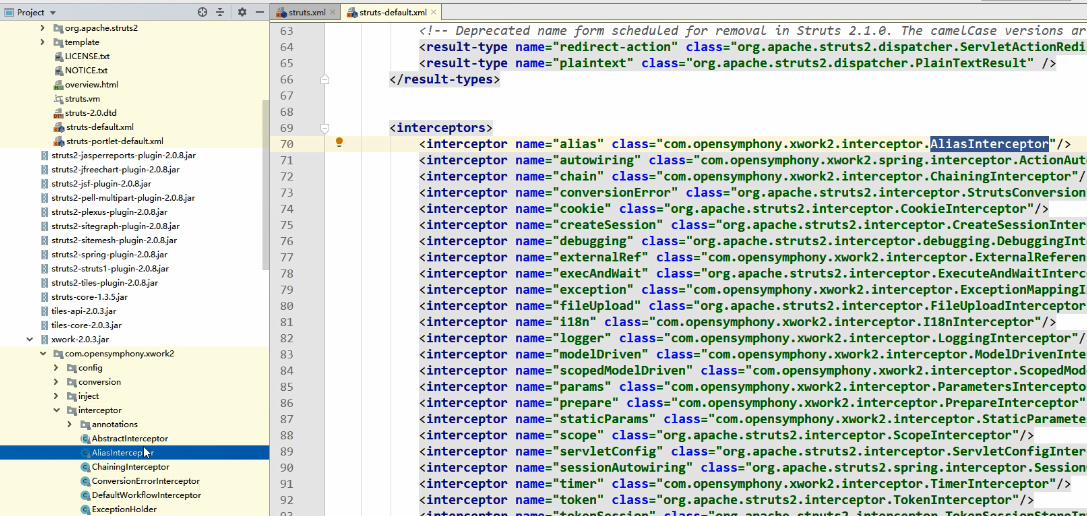 Project
org.apache.struts2
template
LICENSE.txt
NOTICE.txt
overview.html
struts.vm
struts-2.0.dtd
struts-default.xml
struts-portlet-default.xml
struts2-jasperreports-plugin-2.0.8.jar
struts2-jfreechart-plugin-2.0.8.jar
struts2-jsf-plugin-2.0.8.jar
struts2-pell-multipart-plugin-2.0.8.jar
struts2-plexus-plugin-2.0.8.jar
struts2-sitegraph-plugin-2.0.8.jar
struts2-sitemesh-plugin-2.0.8.jar
struts2-spring-plugin-2.0.8.jar
struts2-struts1-plugin-2.0.8.jar
struts2-tiles-plugin-2.0.8.jar
struts-core-1.3.5.jar
tiles-api-2.0.3.jar
tiles-core-2.0.3.jar
xwork-2.0.3.jar
com.opensymphony.xwork2
config
conversion
inject
interceptor
annotations
AbstractInterceptor
AliasInterceptor
ChainingInterceptor
ConversionErrorInterceptor
DefaultWorkflowInterceptor
ExceptionHolder
struts.xml
struts-default.xml
63 <!-- Deprecated name form scheduled for removal in Struts 2.1.0. The camelCase versions ar
64 <result-type name="redirect-action" class="org.apache.struts2.dispatcher.ServletActionRedi
65 <result-type name="plaintext" class="org.apache.struts2.dispatcher.PlainTextResult" />
66 </result-types>
67
68
69 <interceptors>
70 <interceptor name="alias" class="com.opensymphony.xwork2.interceptor.AliasInterceptor"/>
71 <interceptor name="autowiring" class="com.opensymphony.xwork2.spring.interceptor.ActionAuto
72 <interceptor name="chain" class="com.opensymphony.xwork2.interceptor.ChainingInterceptor"/
73 <interceptor name="conversionError" class="org.apache.struts2.interceptor.StrutsConversion
74 <interceptor name="cookie" class="org.apache.struts2.interceptor.CookieInterceptor"/>
75 <interceptor name="createSession" class="org.apache.struts2.interceptor.CreateSessionInter
76 <interceptor name="debugging" class="org.apache.struts2.interceptor.debugging.DebuggingInt
77 <interceptor name="externalRef" class="com.opensymphony.xwork2.interceptor.ExternalReferen
78 <interceptor name="execAndWait" class="org.apache.struts2.interceptor.ExecuteAndWaitInterc
79 <interceptor name="exception" class="com.opensymphony.xwork2.interceptor.ExceptionMappingI
80 <interceptor name="fileUpload" class="org.apache.struts2.interceptor.FileUploadInterceptor
81 <interceptor name="i18n" class="com.opensymphony.xwork2.interceptor.I18nInterceptor"/>
82 <interceptor name="logger" class="com.opensymphony.xwork2.interceptor.LoggingInterceptor"/
83 <interceptor name="modelDriven" class="com.opensymphony.xwork2.interceptor.ModelDrivenInte
84 <interceptor name="scopedModelDriven" class="com.opensymphony.xwork2.interceptor.ScopedMod
85 <interceptor name="params" class="com.opensymphony.xwork2.interceptor.ParametersIntercepto
86 <interceptor name="prepare" class="com.opensymphony.xwork2.interceptor.PrepareInterceptor"
87 <interceptor name="staticParams" class="com.opensymphony.xwork2.interceptor.StaticParamete
88 <interceptor name="scope" class="org.apache.struts2.interceptor.ScopeInterceptor"/>
89 <interceptor name="servletConfig" class="org.apache.struts2.interceptor.ServletConfigInter
90 <interceptor name="sessionAutowiring" class="org.apache.struts2.spring.interceptor.Session
91 <interceptor name="timer" class="com.opensymphony.xwork2.interceptor.TimerInterceptor"/>
92 <interceptor name="token" class="org.apache.struts2.interceptor.TokenInterceptor"/>
93 <interceptor name="tokenSession" class="org.apache.struts2.interceptor.TokenSessionStoreInt